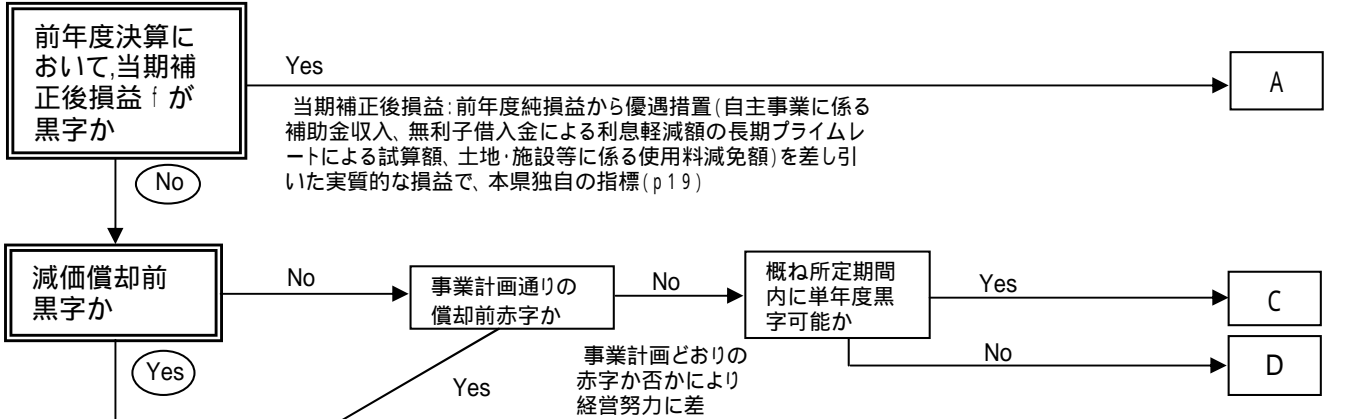 前年度決算に
おいて,当期補
正後損益fが
黒字か
Yes
A
当期補正後損益:前年度純損益から優遇措置(自主事業に係る
補助金収入、無利子借入金による利息軽減額の長期プライムレ
ートによる試算額、土地・施設等に係る使用料減免額)を差し引
いた実質的な損益で、本県独自の指標(p19)
No
減価償却前
黒字か
No
事業計画通りの
償却前赤字か
No
概ね所定期間
内に単年度黒
字可能か
Yes
C
No
D
Yes
Yes
事業計画どおりの
赤字か否かにより
経営努力に差